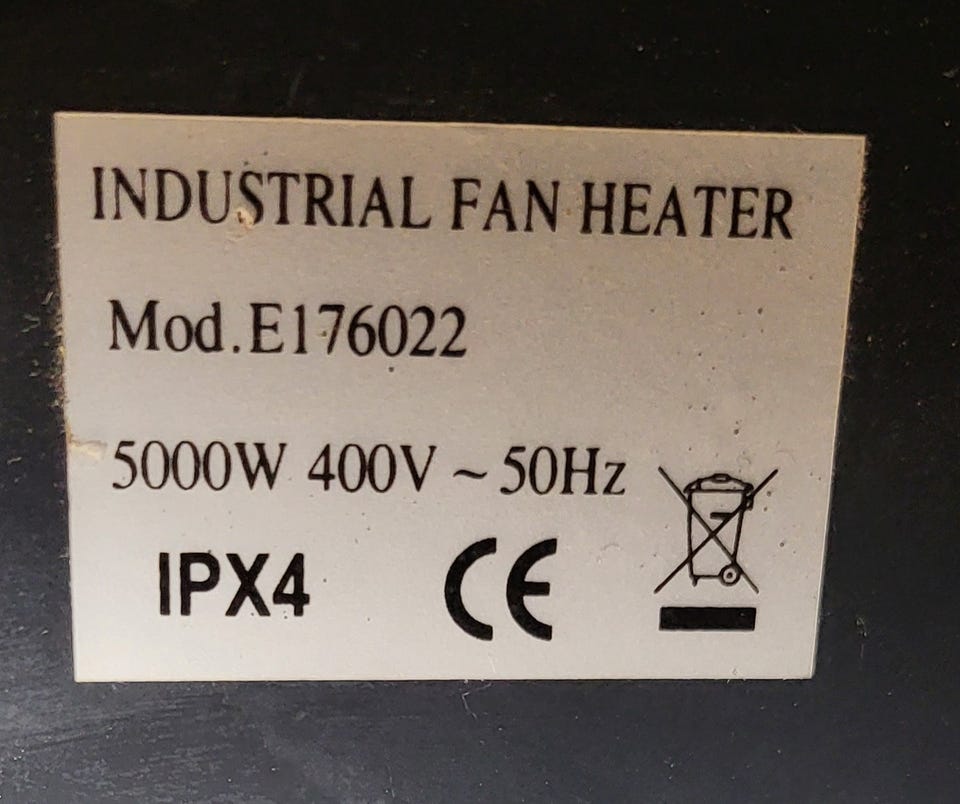 INDUSTRIAL FAN HEATER
Mod.E176022
5000W 400V ~ 50Hz
IPX4 CE